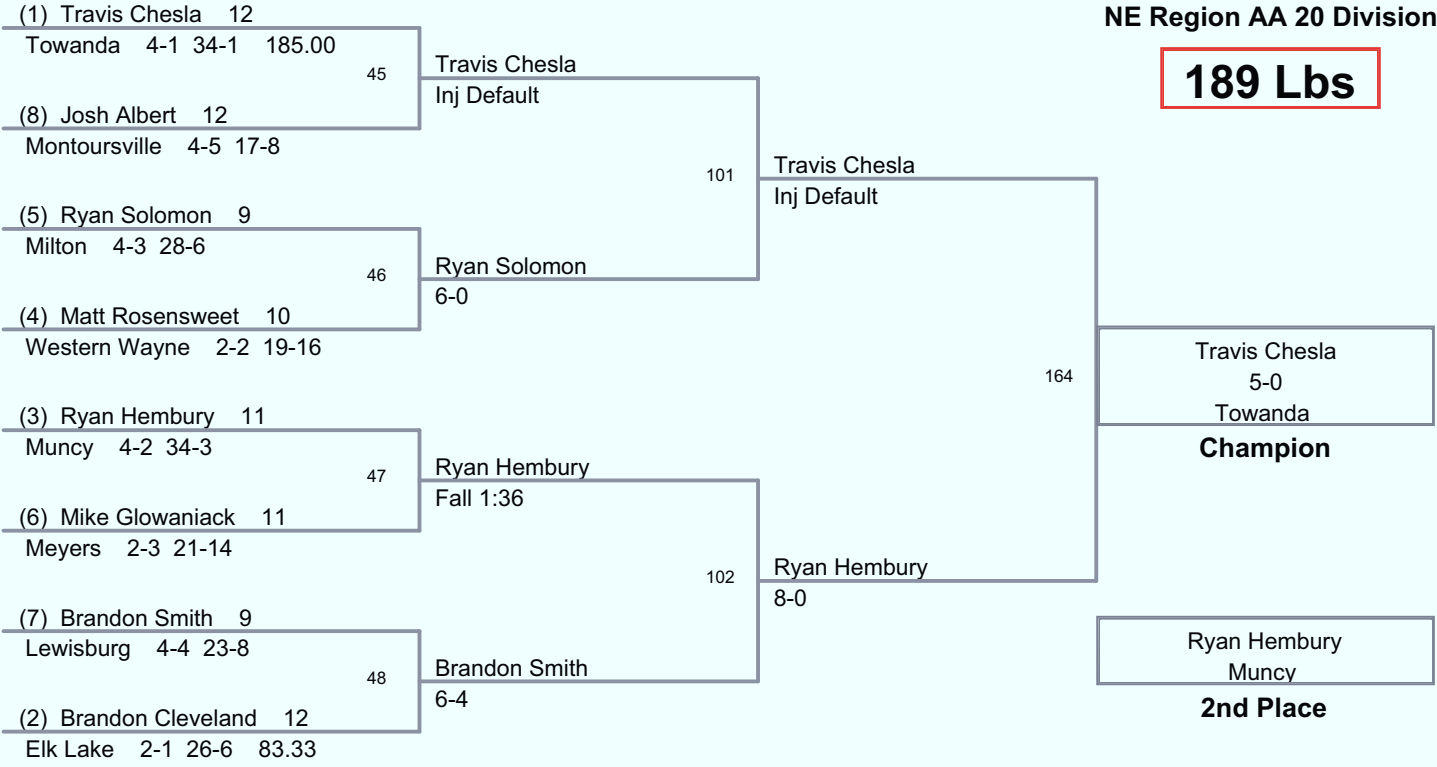 (1) Travis Chesla 12
Towanda 4-1 34-1 185.00
45
(8) Josh Albert 12
Montoursville 4-5 17-8
(5) Ryan Solomon 9
Milton 4-3 28-6
46
(4) Matt Rosensweet 10
Western Wayne 2-2 19-16
(3) Ryan Hembury 11
Muncy 4-2 34-3
47
(6) Mike Glowaniack 11
Meyers 2-3 21-14
(7) Brandon Smith 9
Lewisburg 4-4 23-8
48
(2) Brandon Cleveland 12
Elk Lake 2-1 26-6 83.33
Travis Chesla
Inj Default
101
Ryan Solomon
6-0
Ryan Hembury
Fall 1:36
102
Brandon Smith
6-4
Travis Chesla
Inj Default
164
Ryan Hembury
8-0
NE Region AA 20 Division
189 Lbs
Travis Chesla
5-0
Towanda
Champion
Ryan Hembury
Muncy
2nd Place